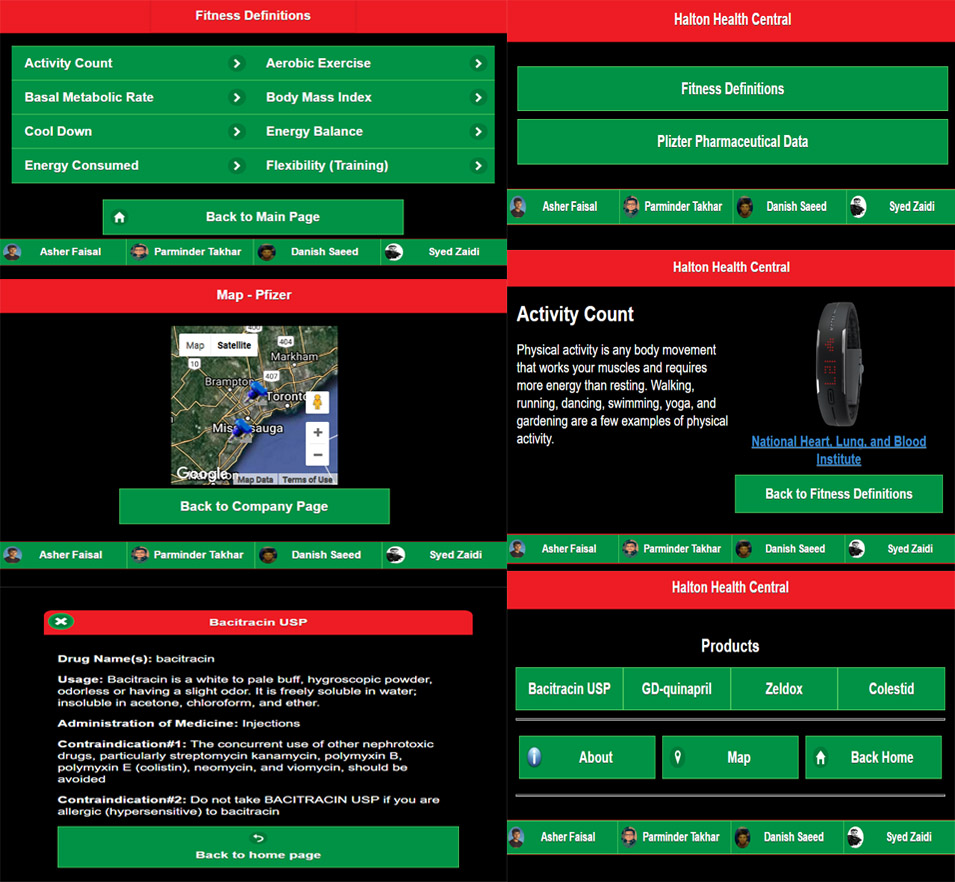 Fitness Definitions
Activity Count
Aerobic Exercise
Basal Metabolic Rate
Body Mass Index
Cool Down
Energy Balance
Energy Consumed
Flexibility (Training)
Back to Main Page
Asher Faisal
Parminder Takhar
Danish Saeed
Syed Zaidi
Map - Pfizer
Map
Satellite
404
Markham
10
407
Brampton
Toronto
Mississauga
Google
Map Data
Terms of Use
Back to Company Page
Asher Faisal
Parminder Takhar
Danish Saeed
Syed Zaidi
Bacitracin USP
Drug Name(s): bacitracin
Usage: Bacitracin is a white to pale buff, hygroscopic powder,
odorless or having a slight odor. It is freely soluble in water;
insoluble in acetone, chloroform, and ether.
Administration of Medicine: Injections
Contraindication#1: The concurrent use of other nephrotoxic
drugs, particularly streptomycin kanamycin, polymyxin B,
polymyxin E (colistin), neomycin, and viomycin, should be
avoided
Contraindication#2: Do not take BACITRACIN USP if you are
allergic (hypersensitive) to bacitracin
Back to home page
Halton Health Central
Fitness Definitions
Plizter Pharmaceutical Data
Asher Faisal
Parminder Takhar
Danish Saeed
Syed Zaidi
Halton Health Central
Activity Count
Physical activity is any body movement
that works your muscles and requires
more energy than resting. Walking,
running, dancing, swimming, yoga, and
gardening are a few examples of physical
activity.
National Heart, Lung, and Blood
Institute
Back to Fitness Definitions
Asher Faisal
Parminder Takhar
Danish Saeed
Syed Zaidi
Halton Health Central
Products
Bacitracin USP
GD-quinapril
Zeldox
Colestid
About
Map
Back Home
Asher Faisal
Parminder Takhar
Danish Saeed
Syed Zaidi